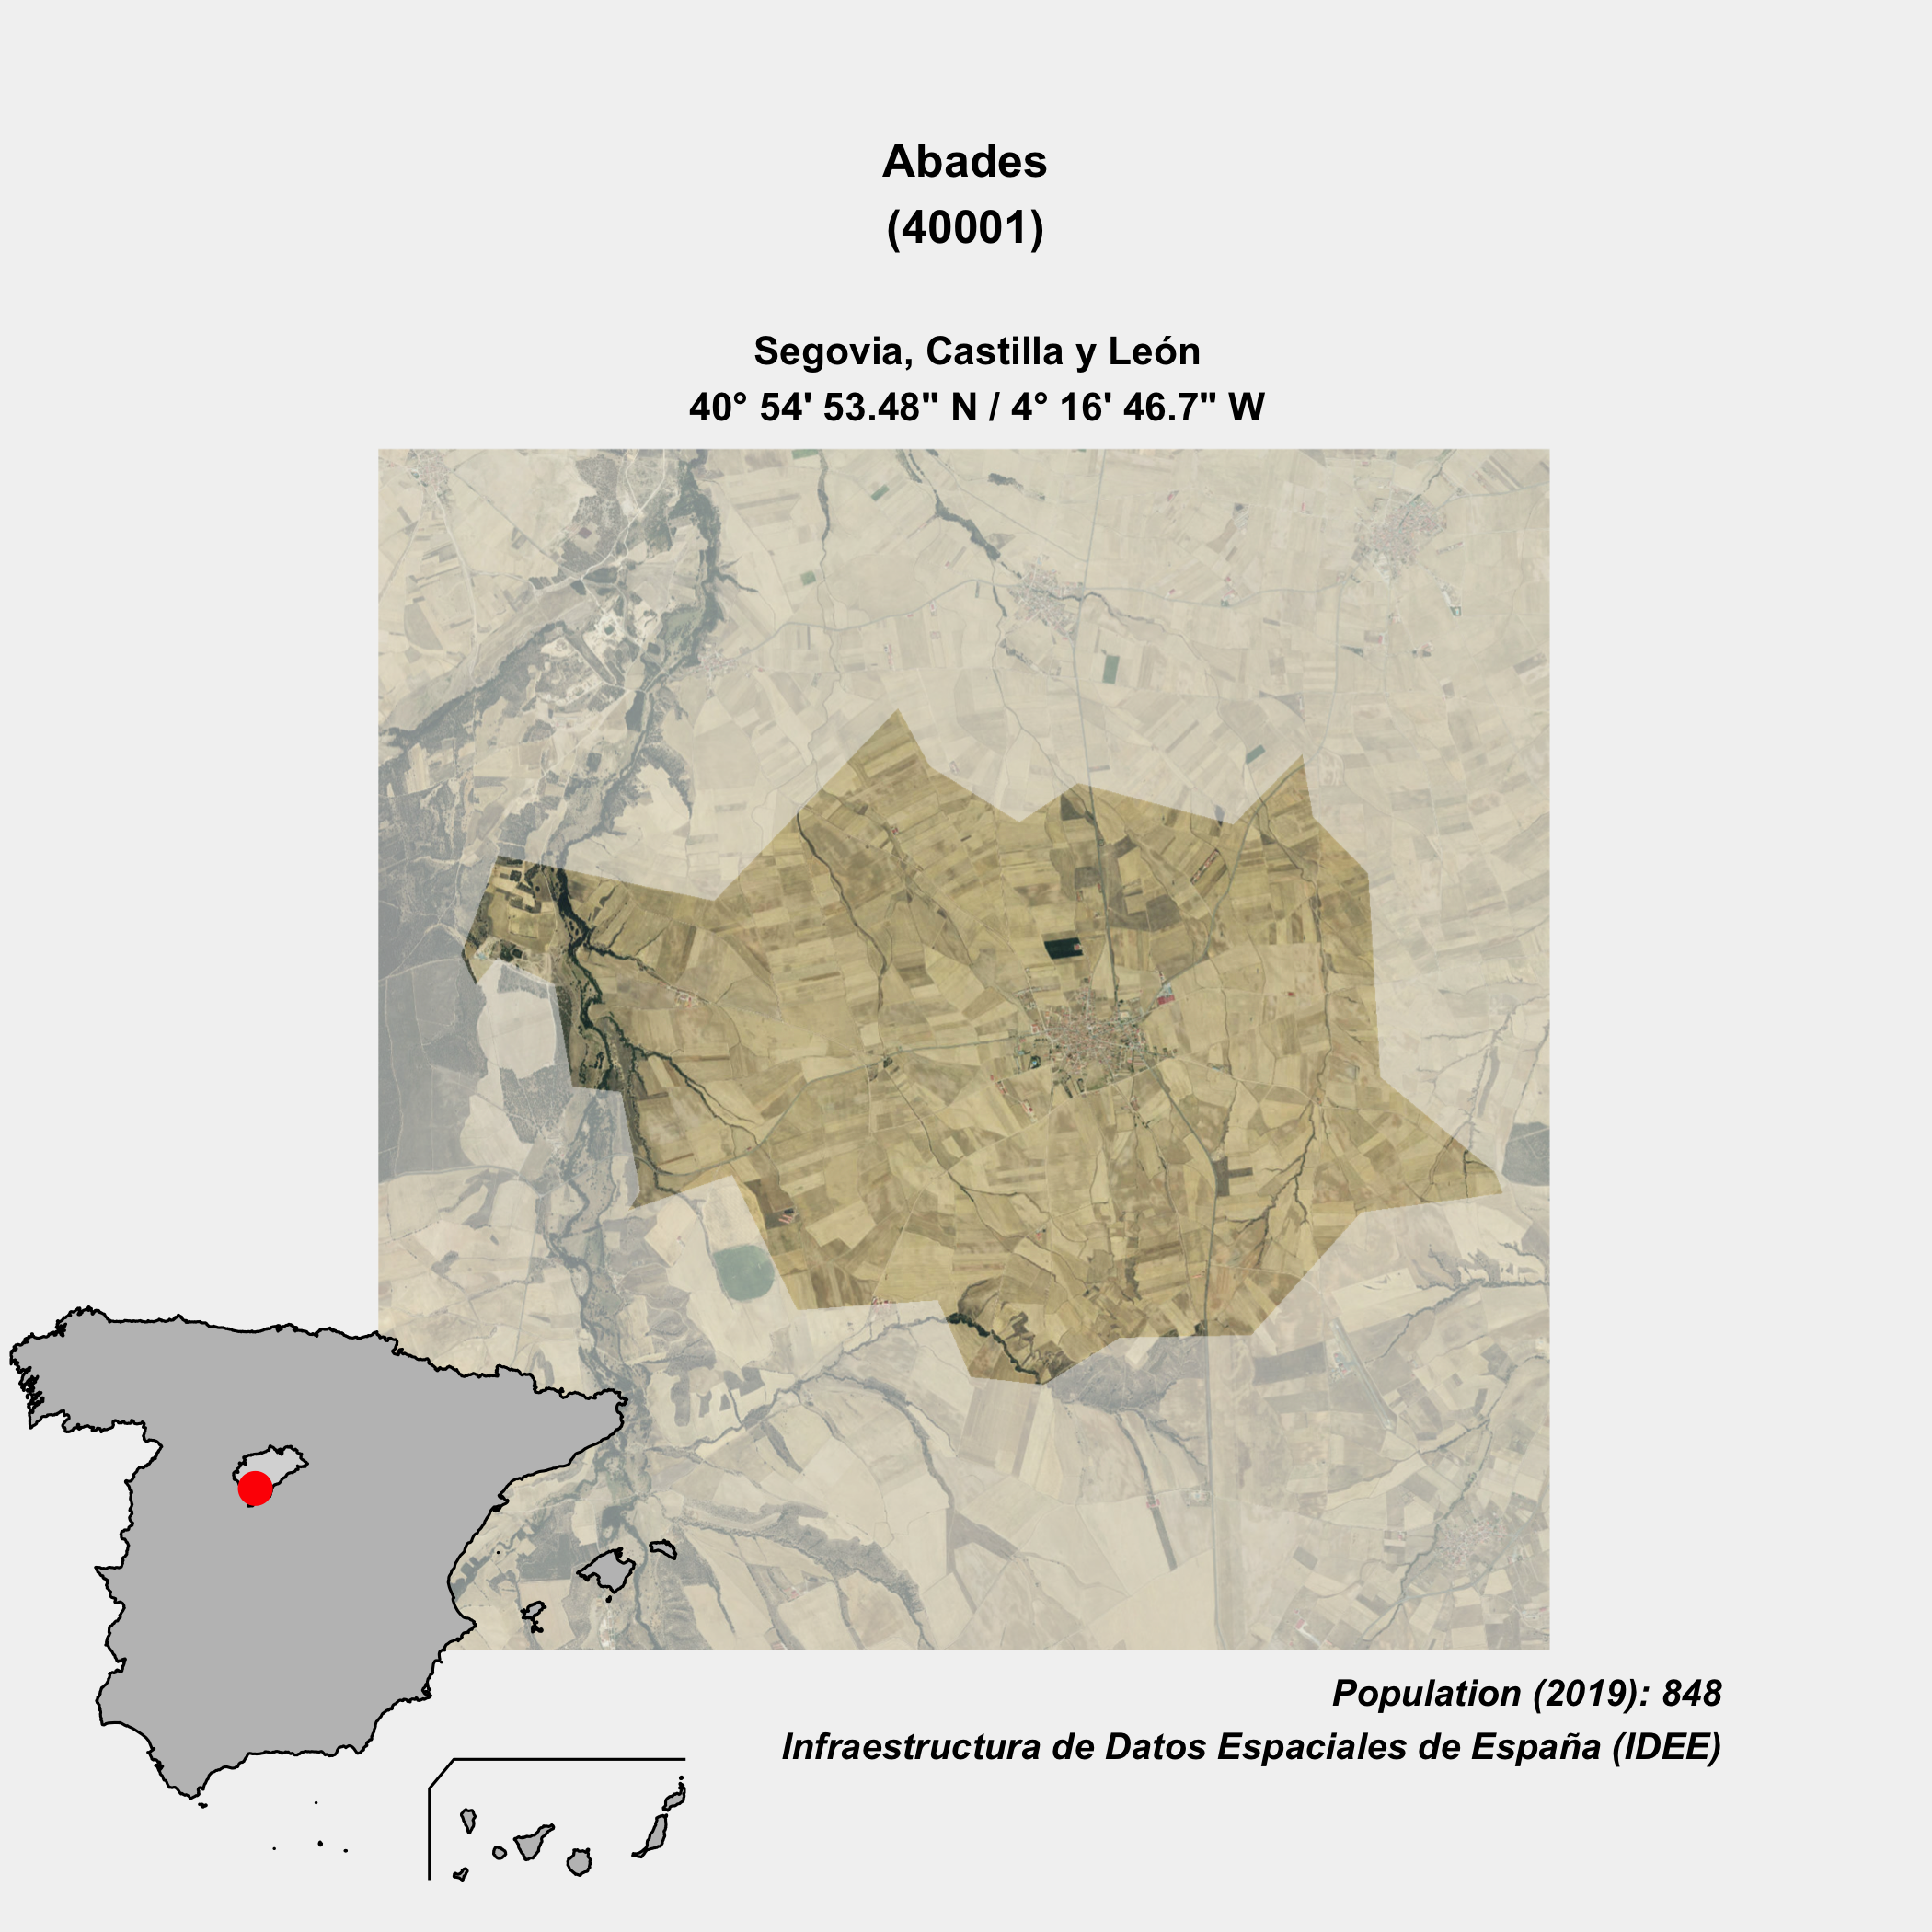 Abades
(40001)
Segovia, Castilla y León
40° 54' 53.48" N / 4° 16' 46.7" W
Population (2019): 848
Infraestructura de Datos Espaciales de España (IDEE)